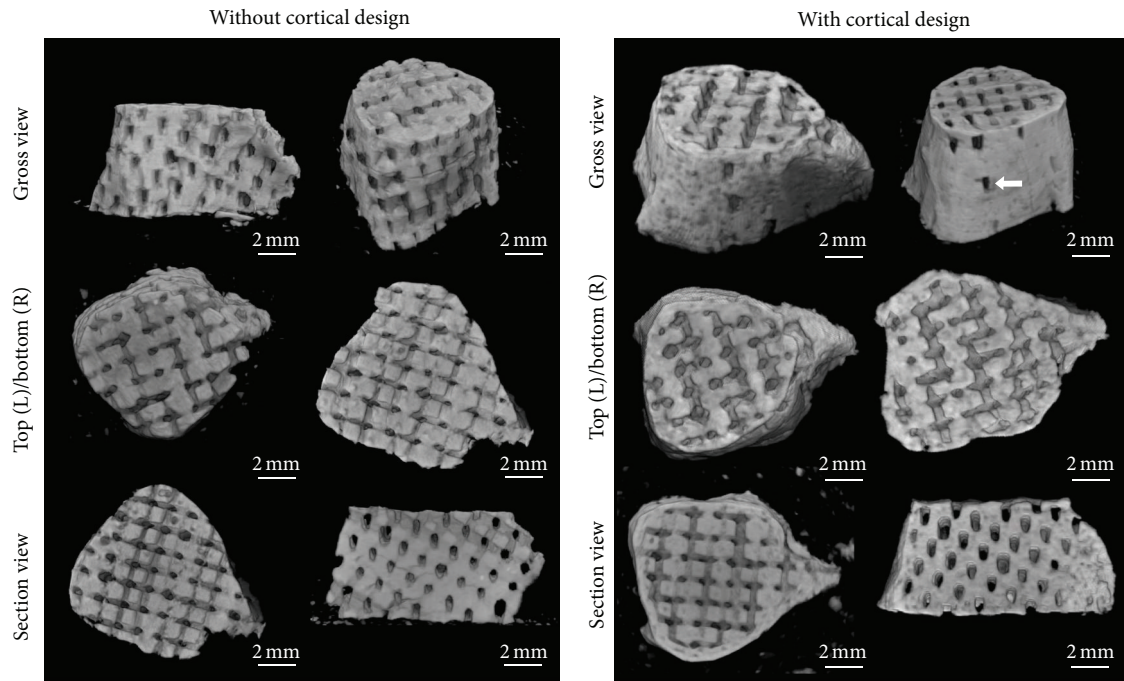 Without cortical design
With cortical design
Gross view
2 mm
2 mm
Gross view
2 mm
2 mm
Top (L)/bottom (R)
2 mm
2 mm
Top (L)/bottom (R)
2 mm
2 mm
Section view
2 mm
2 mm
Section view
2 mm
2 mm